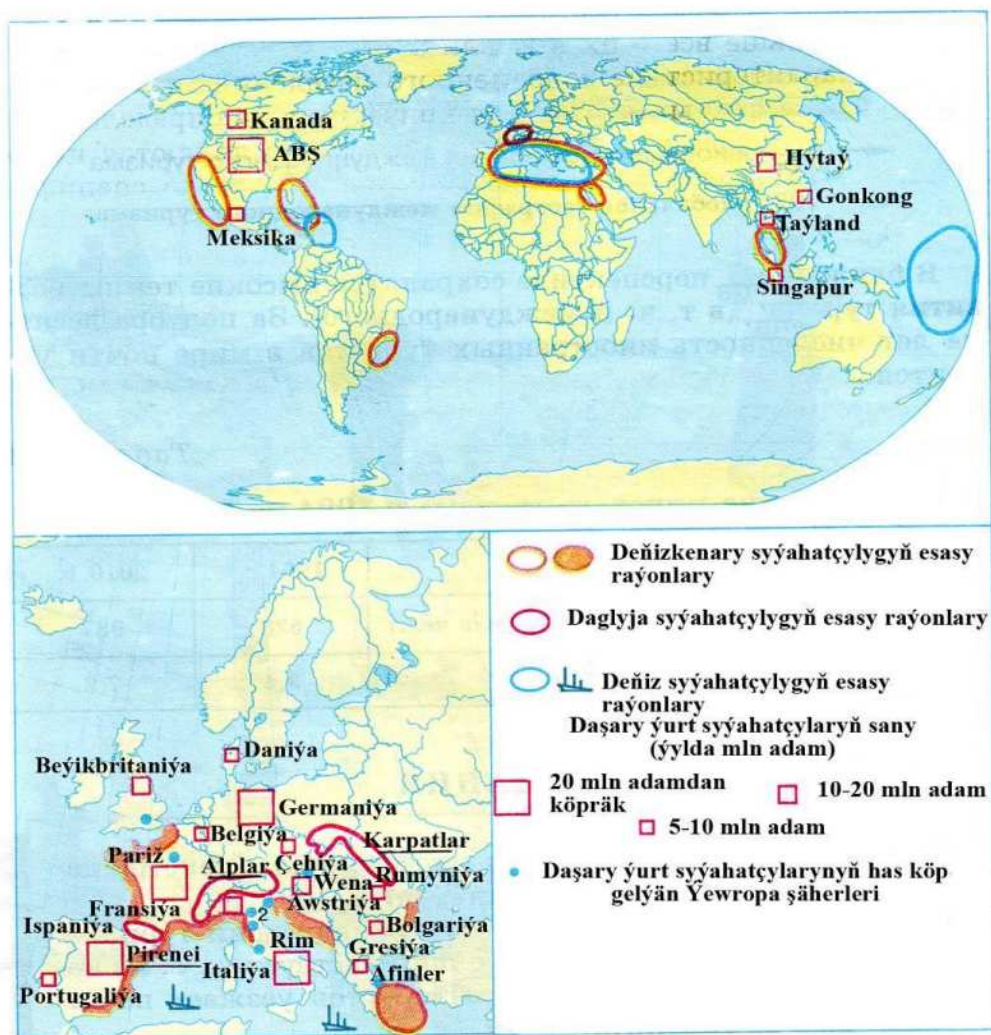 Kanada
ABŞ
Meksika
Hytaý
Gonkong
Taýland
Singapur
Beýikbritaniýa
Daniýa
Germaniýa
Belgiýa
Karpatlar
Pariž
Alplar
Çehiýa
Wena
Rumyniýa
Fransiýa
Awstriýa
Ispaniýa
2
Bolgariýa
Rim
Gresiýa
Pirenei
Italiýa
Afinler
Portugaliýa
Deňizkenary syýahatçylygyň esasy
raýonlary
Daglyja syýahatçylygyň esasy raýonlary
Deňiz syýahatçylygyň esasy
raýonlary
Daşary ýurt syýahatçylaryň sany
(ýylda mln adam)
20 mln adamdan
köpräk
10-20 mln adam
5-10 mln adam
Daşary ýurt syýahatçylarynyň has köp
gelýän Ýewropa şäherleri